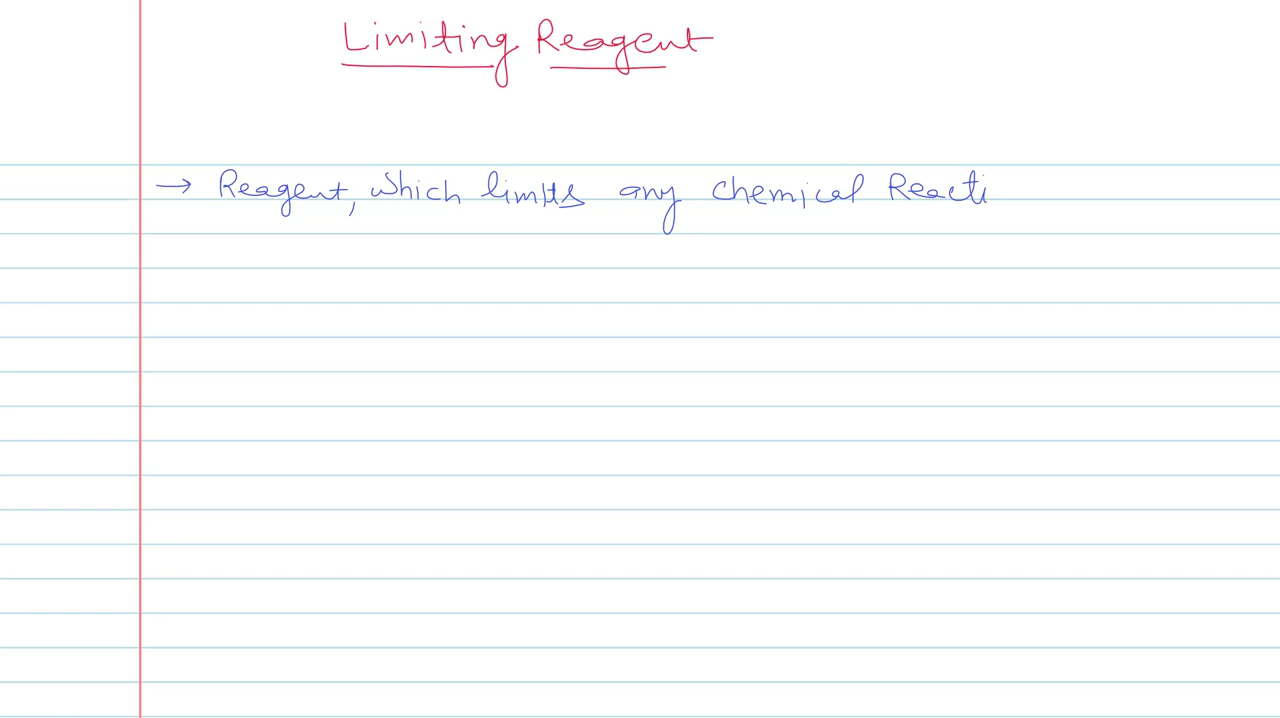 Limiting Reagent
→ Reagent, which limits any chemical Reacti